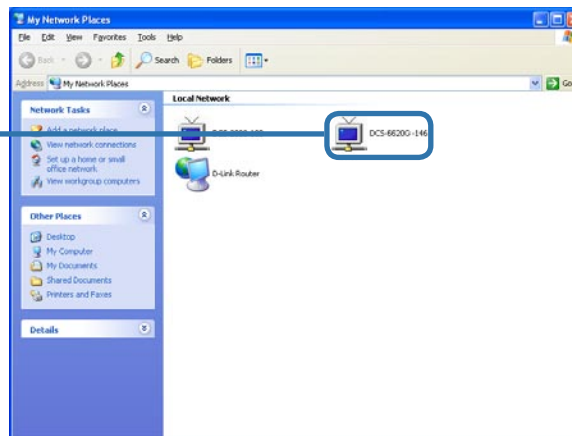 My Network Places
File Edit View Favorites Tools Help
Back Search Folders
Address My Network Places Go
Network Tasks
Add a network place
View network connections
Set up a home or small
office network
View workgroup computers
Other Places
Desktop
My Computer
My Documents
Shared Documents
Printers and Faxes
Details
Local Network
DCS-6620G-146
D-Link Router